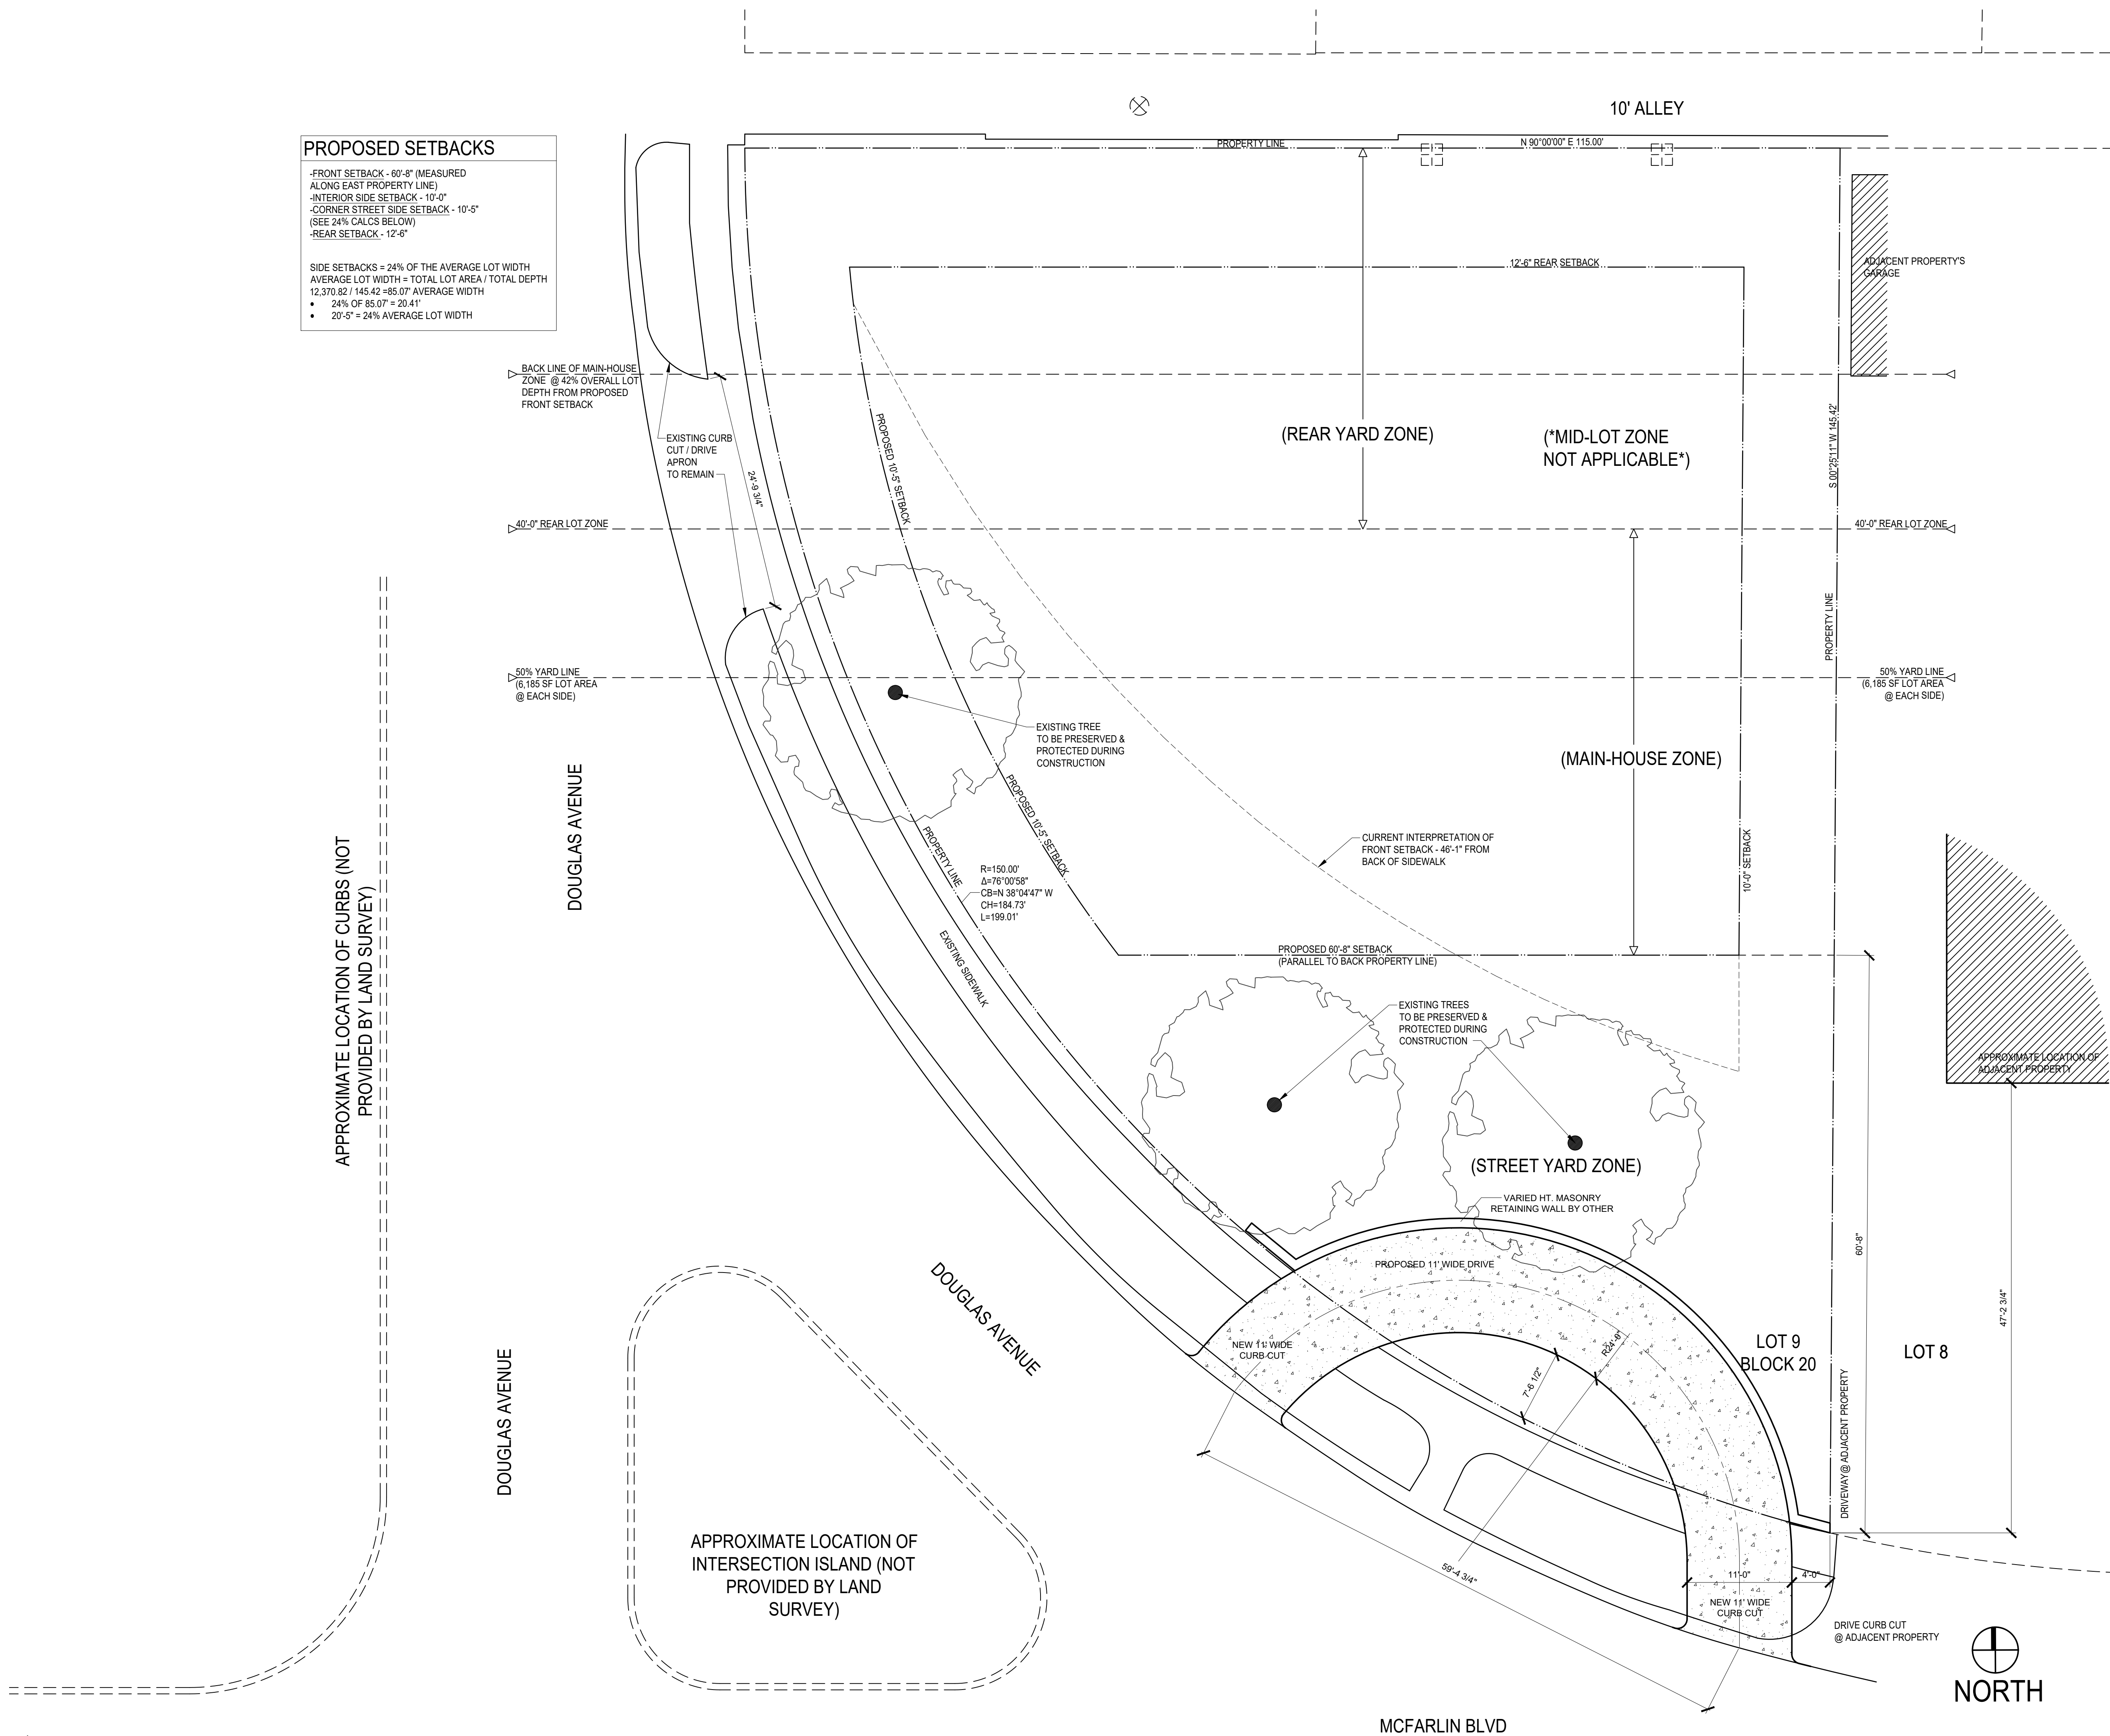 10' ALLEY
PROPERTY LINE
N 90°00'00" E 115.00'
PROPOSED SETBACKS
-FRONT SETBACK - 60'-8" (MEASURED
ALONG EAST PROPERTY LINE)
-INTERIOR SIDE SETBACK - 10'-0"
-CORNER STREET SIDE SETBACK - 10'-5"
(SEE 24% CALCS BELOW)
-REAR SETBACK - 12'-6"
SIDE SETBACKS = 24% OF THE AVERAGE LOT WIDTH
AVERAGE LOT WIDTH = TOTAL LOT AREA / TOTAL DEPTH
12,370.82 / 145.42 =85.07' AVERAGE WIDTH
• 24% OF 85.07' = 20.41'
• 20'-5" = 24% AVERAGE LOT WIDTH
12'-6" REAR SETBACK
ADJACENT PROPERTY'S
GARAGE
BACK LINE OF MAIN-HOUSE
ZONE @ 42% OVERALL LOT
DEPTH FROM PROPOSED
FRONT SETBACK
EXISTING CURB
CUT / DRIVE
APRON
TO REMAIN
24'-9 3/4"
PROPOSED 10'-5" SETBACK
(REAR YARD ZONE)
(*MID-LOT ZONE
NOT APPLICABLE*)
S 00°25'11" W 145.42'
40'-0" REAR LOT ZONE
40'-0" REAR LOT ZONE
PROPERTY LINE
50% YARD LINE
(6,185 SF LOT AREA
@ EACH SIDE)
50% YARD LINE
(6,185 SF LOT AREA
@ EACH SIDE)
EXISTING TREE
TO BE PRESERVED &
PROTECTED DURING
CONSTRUCTION
(MAIN-HOUSE ZONE)
DOUGLAS AVENUE
PROPOSED 10'-5" SETBACK
PROPERTY LINE
R=150.00'
Δ=76°00'58"
CB=N 38°04'47" W
CH=184.73'
L=199.01'
CURRENT INTERPRETATION OF
FRONT SETBACK - 46'-1" FROM
BACK OF SIDEWALK
10'-0" SETBACK
APPROXIMATE LOCATION OF CURBS (NOT
PROVIDED BY LAND SURVEY)
EXISTING SIDEWALK
PROPOSED 60'-8" SETBACK
(PARALLEL TO BACK PROPERTY LINE)
EXISTING TREES
TO BE PRESERVED &
PROTECTED DURING
CONSTRUCTION
APPROXIMATE LOCATION OF
ADJACENT PROPERTY
(STREET YARD ZONE)
VARIED HT. MASONRY
RETAINING WALL BY OTHER
PROPOSED 11' WIDE DRIVE
60'-8"
47'-2 3/4"
DOUGLAS AVENUE
NEW 11' WIDE
CURB CUT
R24'-0"
7'-6 1/2"
LOT 9
BLOCK 20
LOT 8
DRIVEWAY@ ADJACENT PROPERTY
DOUGLAS AVENUE
APPROXIMATE LOCATION OF
INTERSECTION ISLAND (NOT
PROVIDED BY LAND
SURVEY)
59'-4 3/4"
11'-0"
4'-0"
NEW 11' WIDE
CURB CUT
DRIVE CURB CUT
@ ADJACENT PROPERTY
NORTH
MCFARLIN BLVD